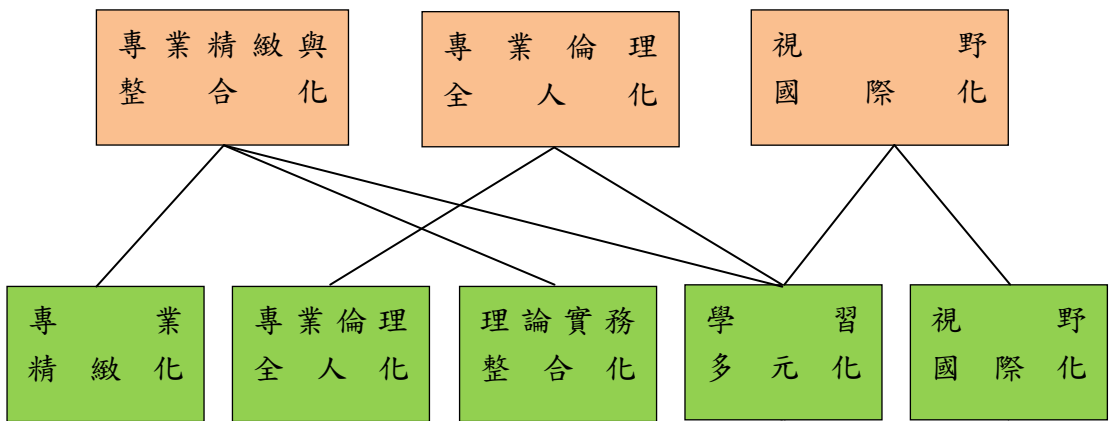 專業精緻與
整合化
專業倫理
全人化
視野
國際化
專業
精緻化
專業倫理
全人化
理論實務
整合化
學習
多元化
視野
國際化